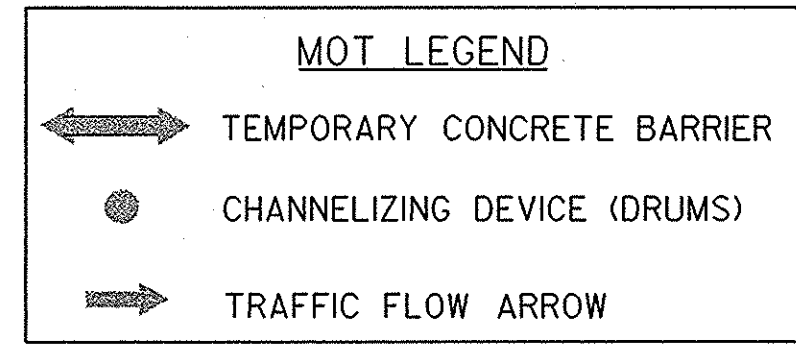 MOT LEGEND
TEMPORARY CONCRETE BARRIER
CHANNELIZING DEVICE (DRUMS)
TRAFFIC FLOW ARROW